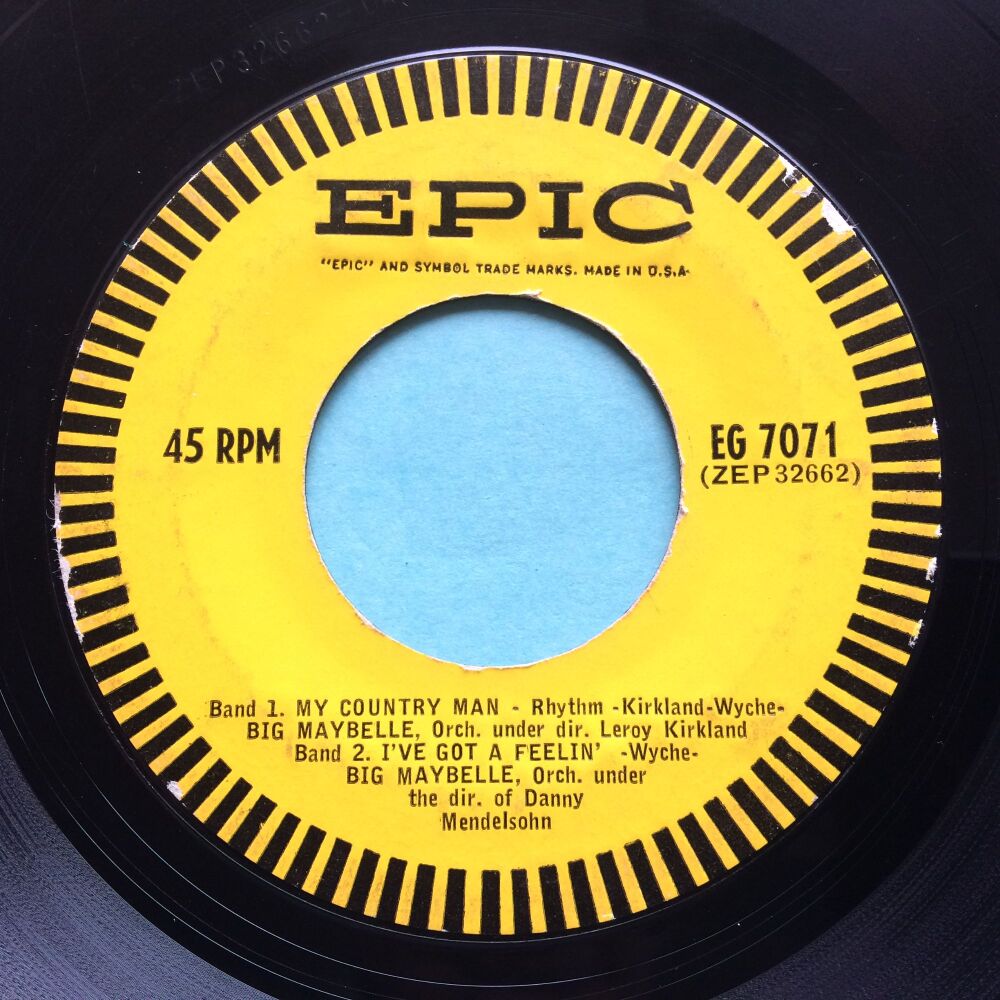 ZEP32662
EPIC
"EPIC" AND SYMBOL TRADE MARKS. MADE IN U.S.A.
45 RPM
EG 7071
(ZEP32662)
Band 1. MY COUNTRY MAN - Rhythm -Kirkland-Wyche-
BIG MAYBELLE, Orch. under dir. Leroy Kirkland
Band 2. I'VE GOT A FEELIN' -Wyche-
BIG MAYBELLE, Orch. under
the dir. of Danny
Mendelsohn